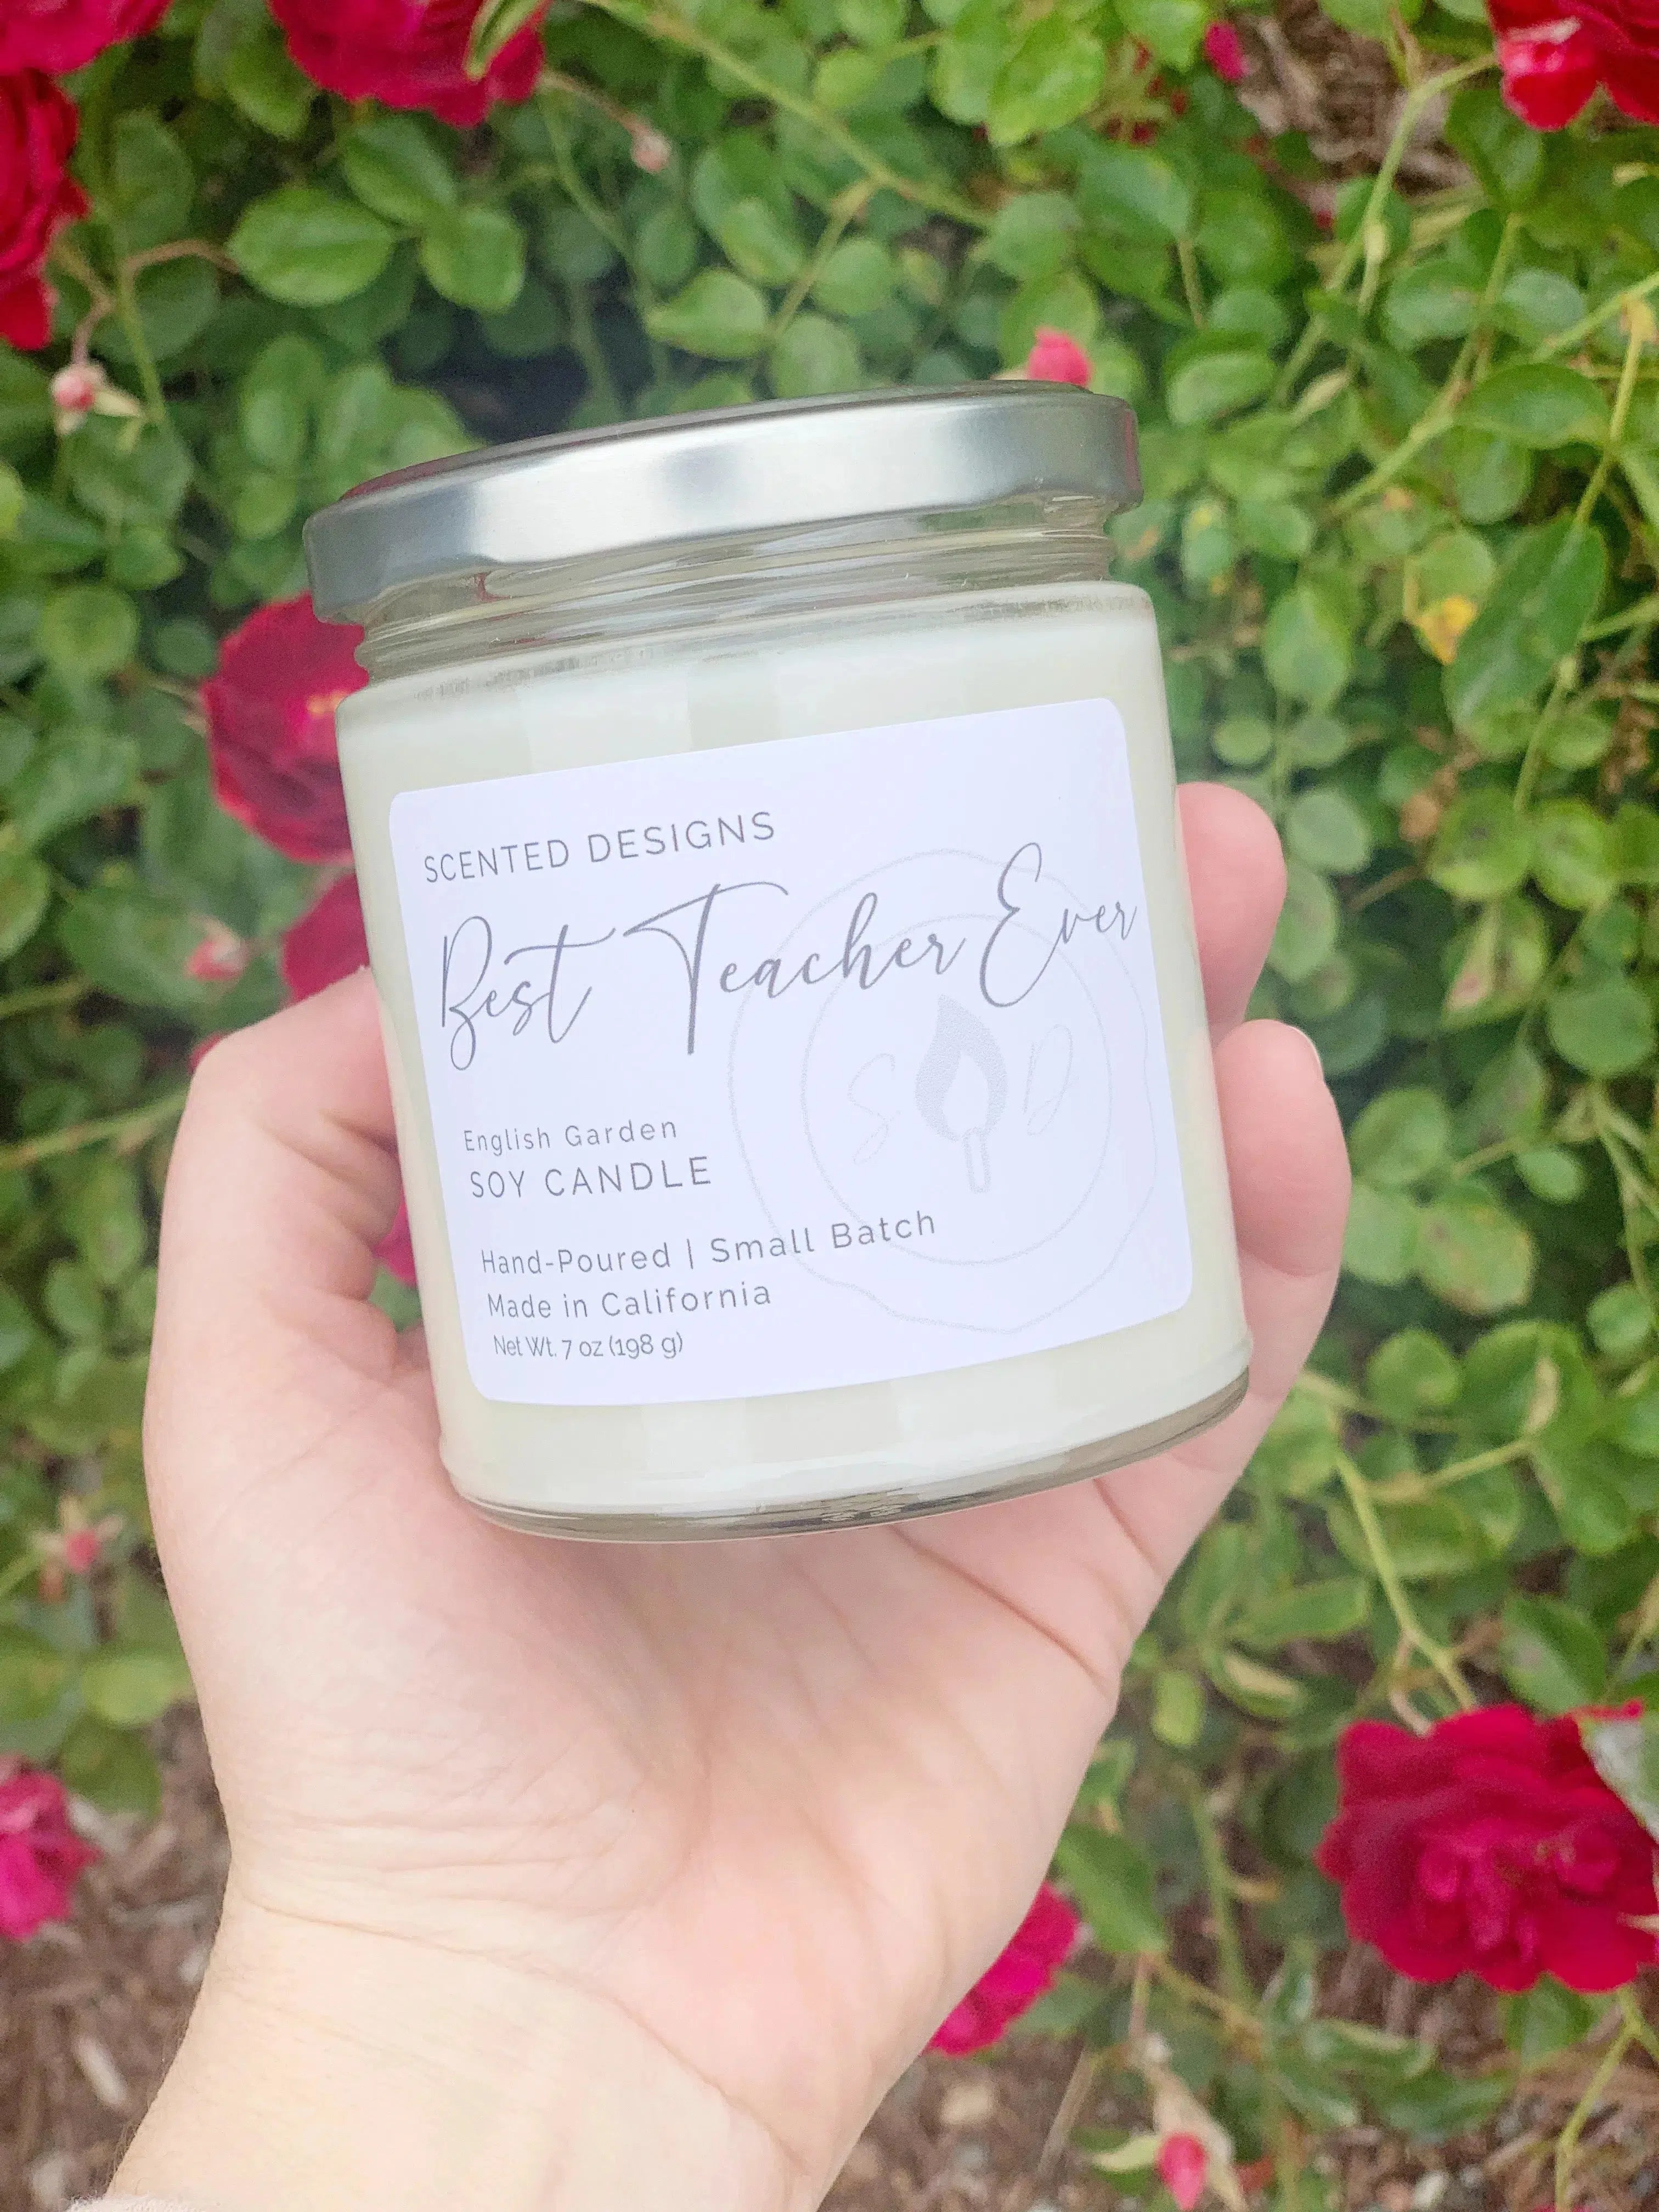 SCENTED DESIGNS
Best Teacher Ever
S D
English Garden
SOY CANDLE
Hand-Poured | Small Batch
Made in California
Net Wt. 7 oz (198 g)